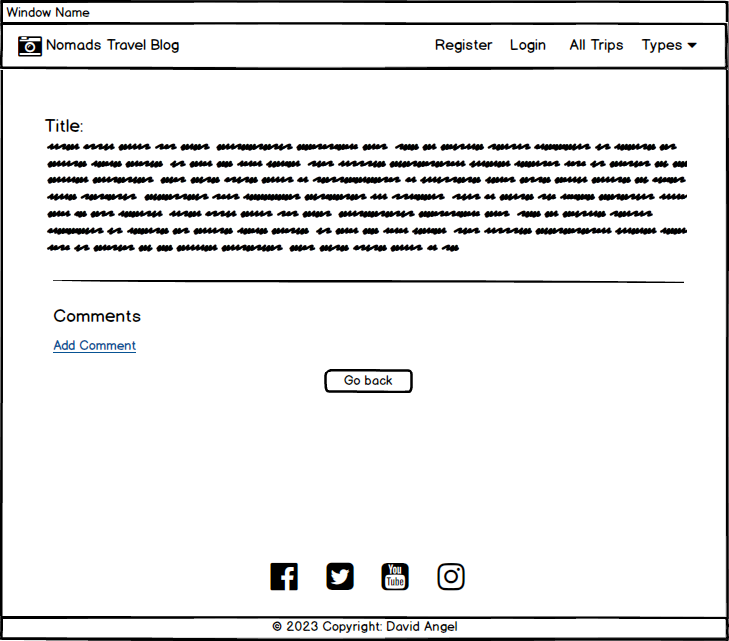 Window Name
Nomads Travel Blog Register Login All Trips Types
Title:
Comments
Add Comment
Go back
You
Tube
© 2023 Copyright: David Angel